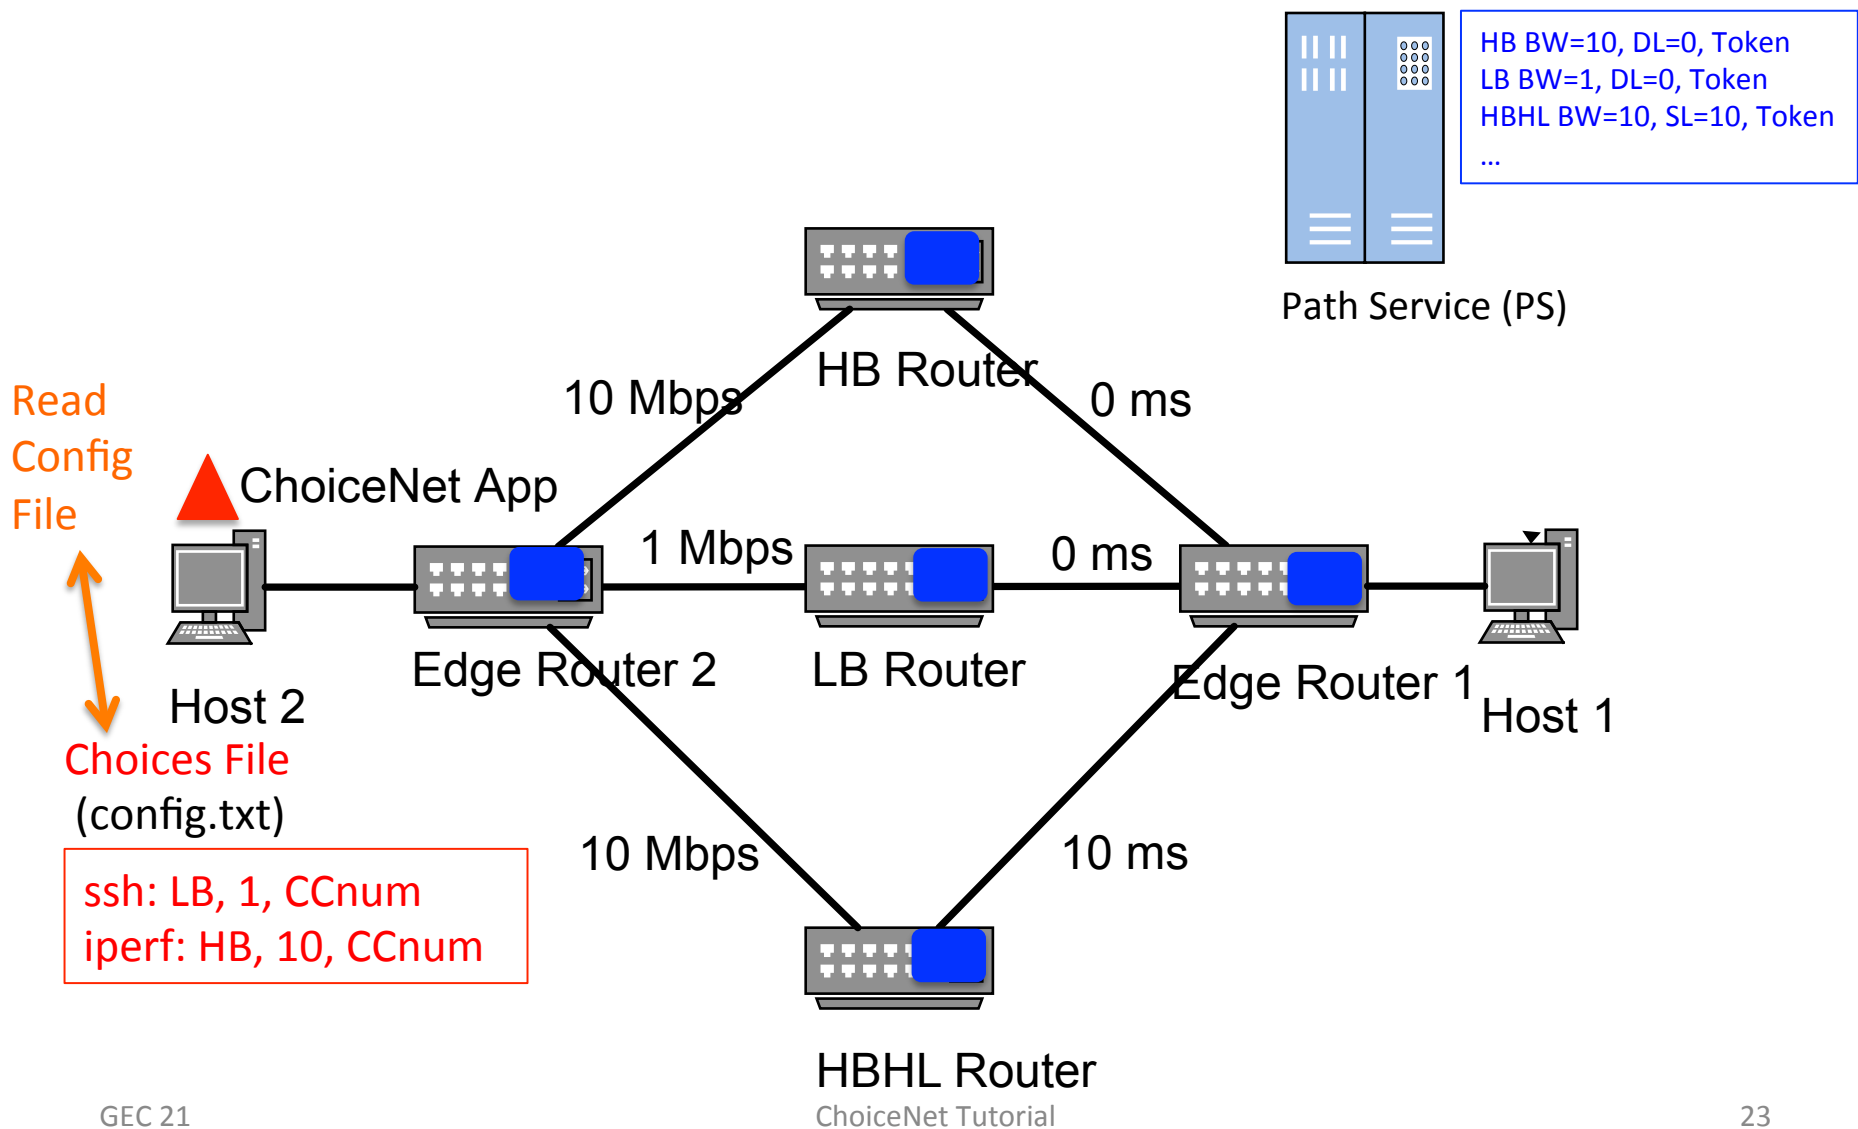 HB BW=10, DL=0, Token
LB BW=1, DL=0, Token
HBHL BW=10, SL=10, Token
...
Path Service (PS)
HB Router
10 Mbps
0 ms
Read
Config
File
ChoiceNet App
1 Mbps
0 ms
Edge Router 2
LB Router
Edge Router 1
Host 2
Host 1
Choices File
(config.txt)
10 Mbps
10 ms
ssh: LB, 1, CCnum
iperf: HB, 10, CCnum
HBHL Router
GEC 21
ChoiceNet Tutorial
23